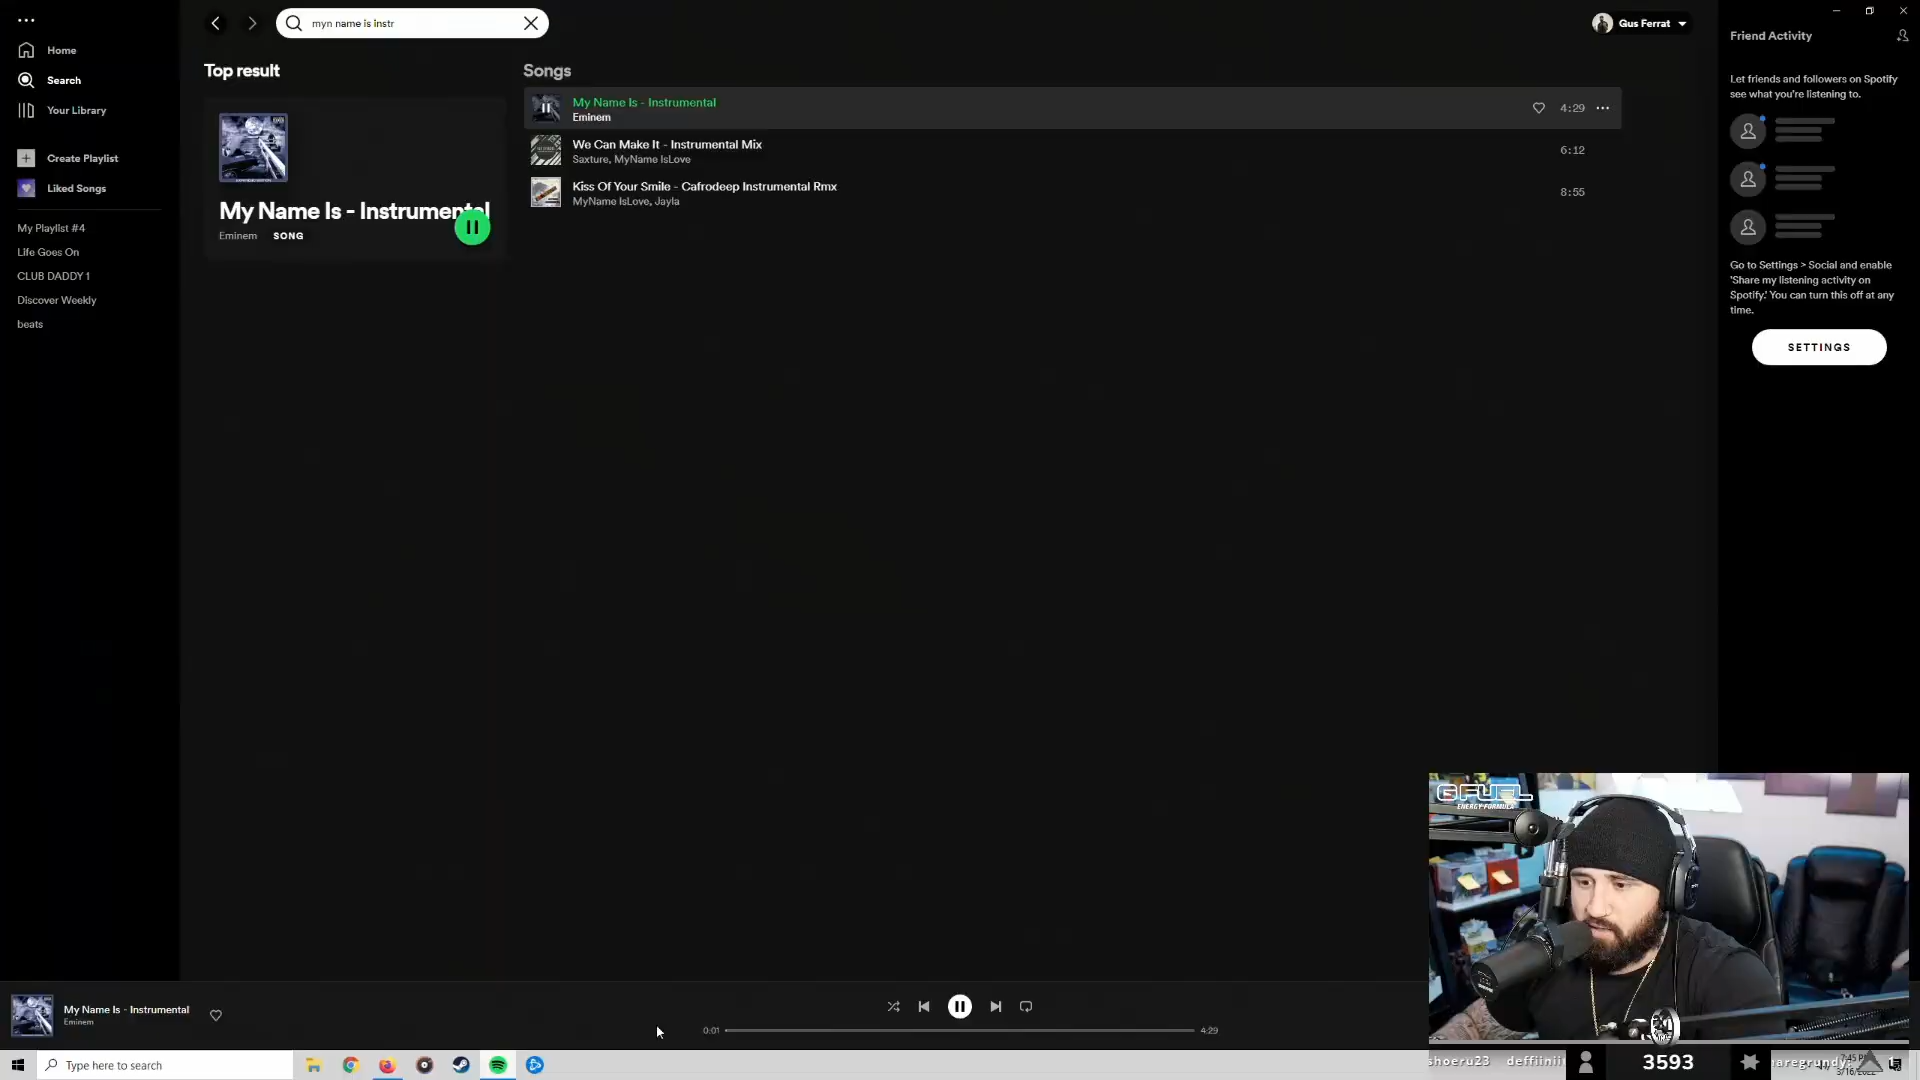 myn name is instr
Gus Ferrat
Home
Search
Your Library
Create Playlist
Liked Songs
My Playlist #4
Life Goes On
CLUB DADDY 1
Discover Weekly
beats
Top result
My Name Is - Instrumental
Eminem SONG
Songs
My Name Is - Instrumental
Eminem
4:29
We Can Make It - Instrumental Mix
Saxture, MyName IsLove
6:12
Kiss Of Your Smile - Cafrodeep Instrumental Rmx
MyName IsLove, Jayla
8:55
Friend Activity
Let friends and followers on Spotify
see what you're listening to.
Go to Settings > Social and enable
'Share my listening activity on
Spotify.' You can turn this off at any
time.
SETTINGS
G FUEL
ENERGY FORMULA
My Name Is - Instrumental
Eminem
0:01
4:29
Type here to search
shoeru23 deffiinii
3593